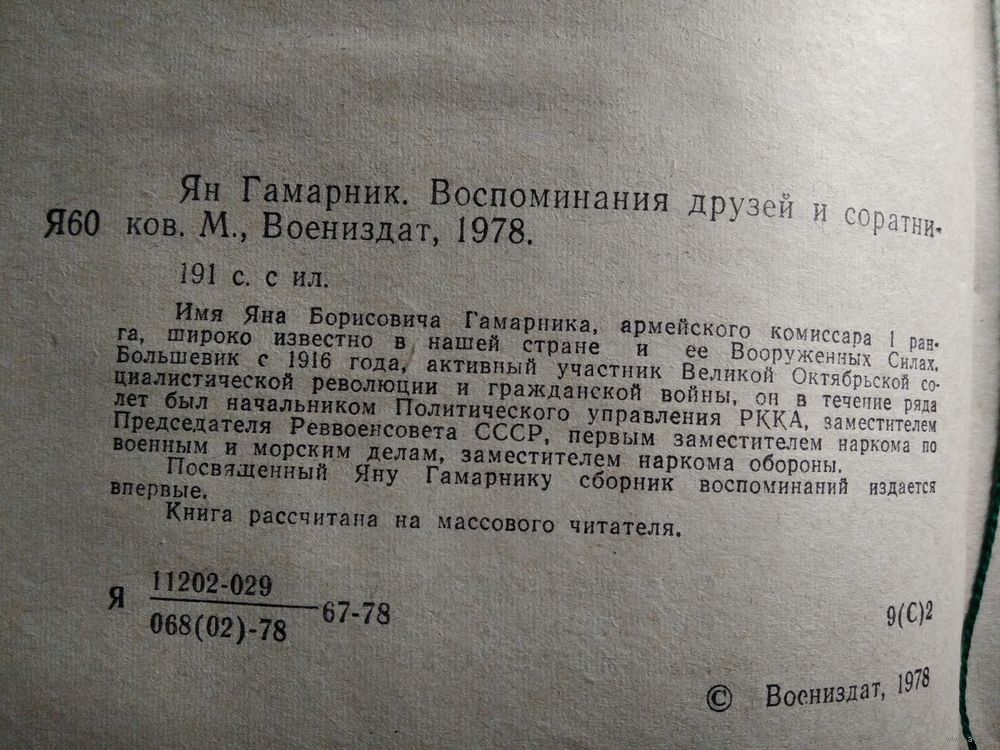 Ян Гамарник. Воспоминания друзей и соратни-
Я60 ков. М., Воениздат, 1978.
191 с. с ил.
Имя Яна Борисовича Гамарника, армейского комиссара 1 ран-
га, широко известно в нашей стране и ее Вооруженных Силах.
Большевик с 1916 года, активный участник Великой Октябрьской со-
циалистической революции и гражданской войны, он в течение ряда
лет был начальником Политического управления РККА, заместителем
Председателя Реввоенсовета СССР, первым заместителем наркома по
военным и морским делам, заместителем наркома обороны.
Посвященный Яну Гамарнику сборник воспоминаний издается
впервые.
Книга рассчитана на массового читателя.
Я 11202-029
067-78
068(02)-78
9(С)2
© Воениздат, 1978